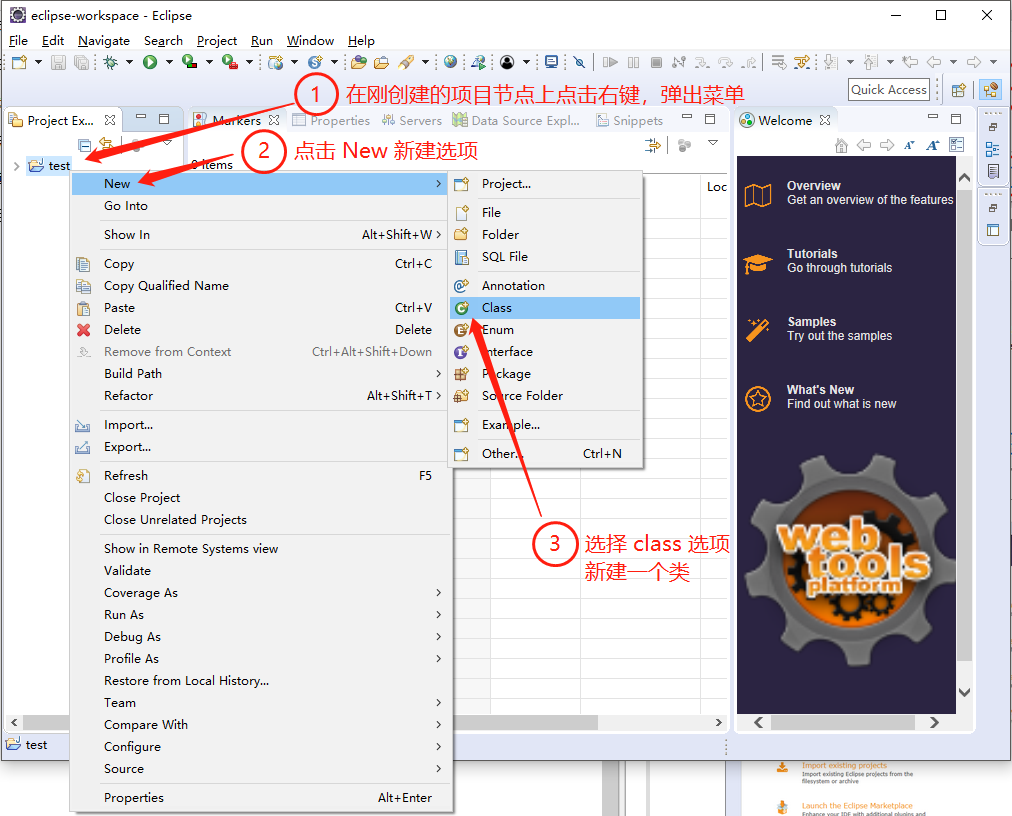 eclipse-workspace - Eclipse
File Edit Navigate Search Project Run Window Help
Quick Access
1 在刚创建的项目节点上点击右键，弹出菜单
Project Ex...
Markers
Properties
Servers
Data Source Expl...
Snippets
Welcome
2 点击 New 新建选项
0 items
test
Loc
New
Go Into
Show In Alt+Shift+W
Copy Ctrl+C
Copy Qualified Name
Paste Ctrl+V
Delete Delete
Remove from Context Ctrl+Alt+Shift+Down
Build Path
Refactor Alt+Shift+T
Import...
Export...
Refresh F5
Close Project
Close Unrelated Projects
Show in Remote Systems view
Validate
Coverage As
Run As
Debug As
Profile As
Restore from Local History...
Team
Compare With
Configure
Source
Properties Alt+Enter
Project...
File
Folder
SQL File
Annotation
Class
Enum
Interface
Package
Source Folder
Example...
Other... Ctrl+N
3 选择 class 选项
新建一个类
Overview
Get an overview of the features
Tutorials
Go through tutorials
Samples
Try out the samples
What's New
Find out what is new
web
tools
platform
test
Import existing projects
Import existing Eclipse projects from the
filesystem or archive
Launch the Eclipse Marketplace
Enhance your IDE with additional plugins and